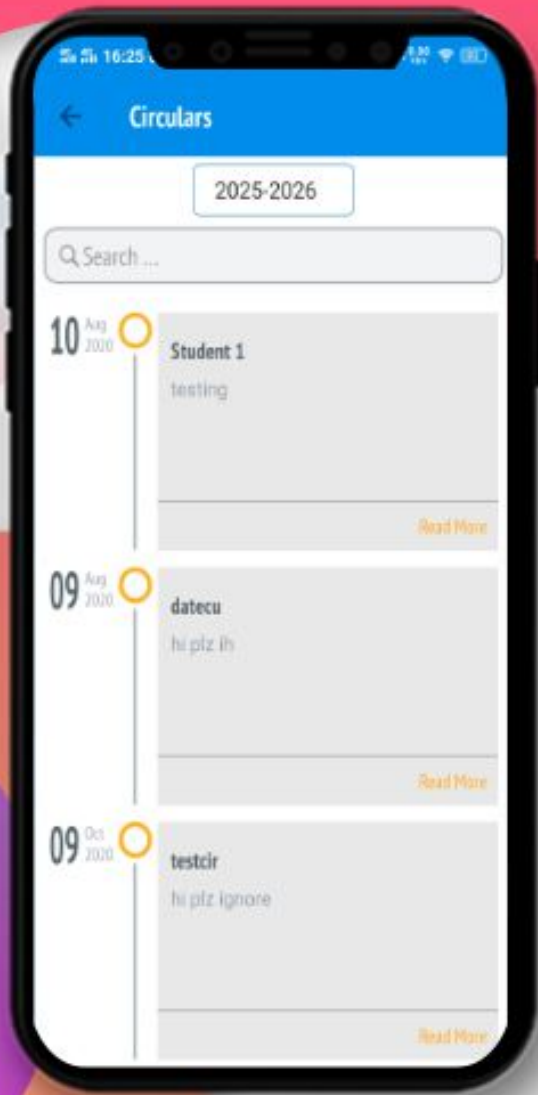 16:25
Circulars
2025-2026
Search ...
10 Aug 2020
Student 1
testing
Read More
09 Aug 2020
datecu
hi plz ih
Read More
09 Oct 2020
testcir
hi plz ignore
Read More